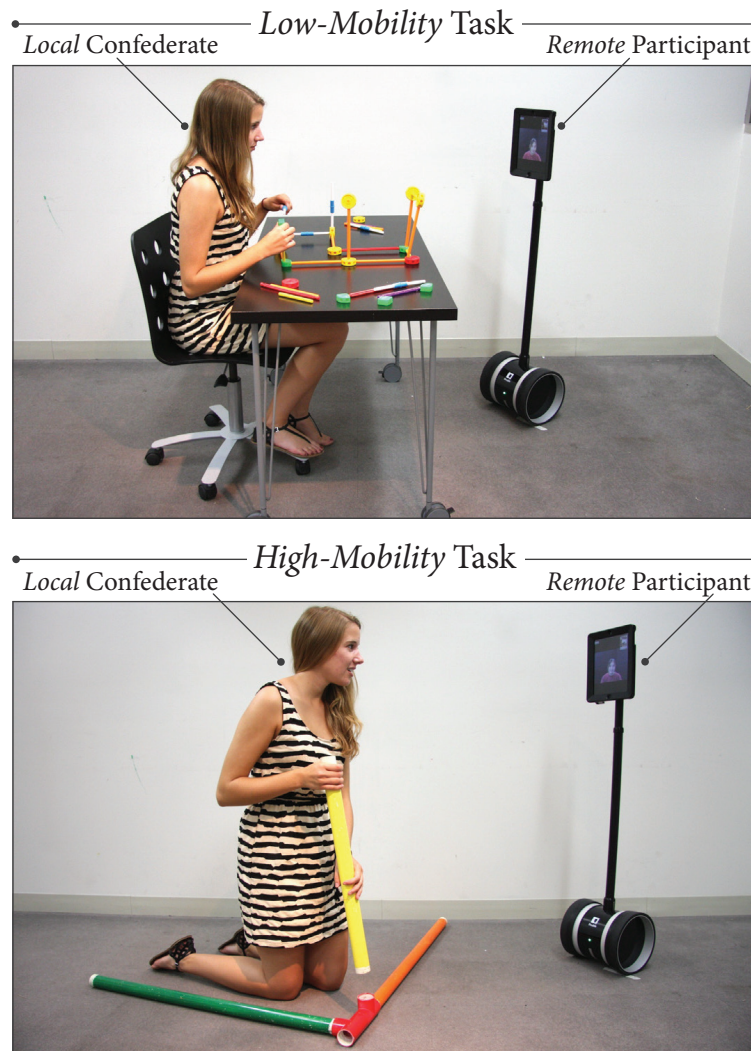 Low-Mobility Task
Local Confederate
Remote Participant
High-Mobility Task
Local Confederate
Remote Participant